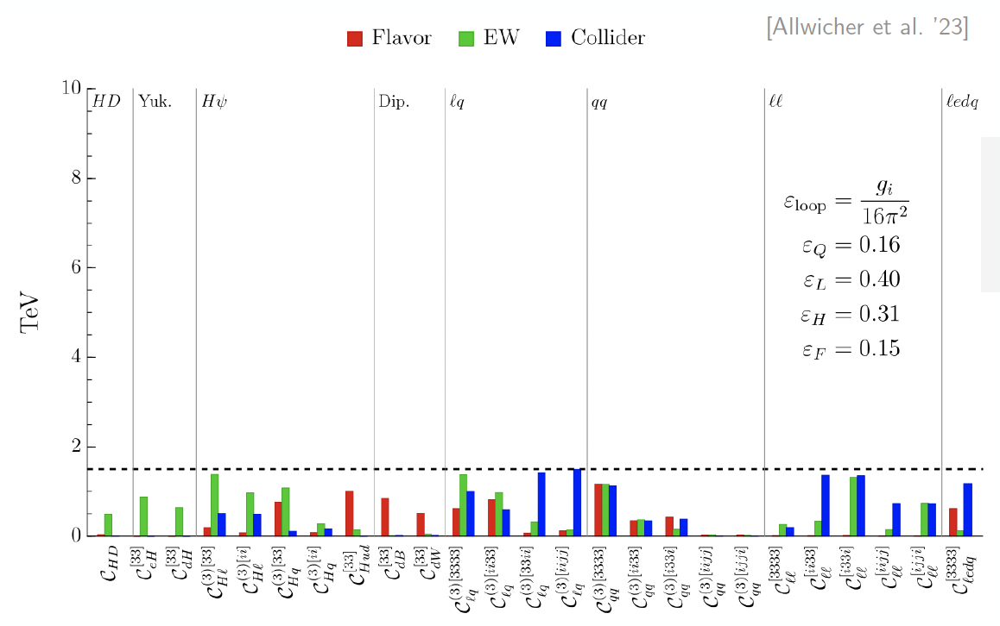 [Allwicher et al. '23]
Flavor EW Collider
HD Yuk. Hψ Dip. ℓq qq ℓℓ ℓedq
10
8
6
4
2
0
TeV
ε_loop = g_i / 16π²
ε_Q = 0.16
ε_L = 0.40
ε_H = 0.31
ε_F = 0.15
C_HD
C_eH^[33]
C_dH^[33]
C_Hℓ^(3)[33]
C_Hℓ^(3)[ii]
C_Hq^(3)[33]
C_Hq^(3)[ii]
C_Hud^[33]
C_dB^[33]
C_dW^[33]
C_ℓq^(3)[3333]
C_ℓq^(3)[ii33]
C_ℓq^(3)[33ii]
C_ℓq^(3)[iijj]
C_qq^(3)[3333]
C_qq^(3)[ii33]
C_qq^(3)[i33i]
C_qq^(3)[iijj]
C_qq^(3)[ijji]
C_ℓℓ^[3333]
C_ℓℓ^[ii33]
C_ℓℓ^[i33i]
C_ℓℓ^[iijj]
C_ℓℓ^[ijji]
C_ℓedq^[3333]